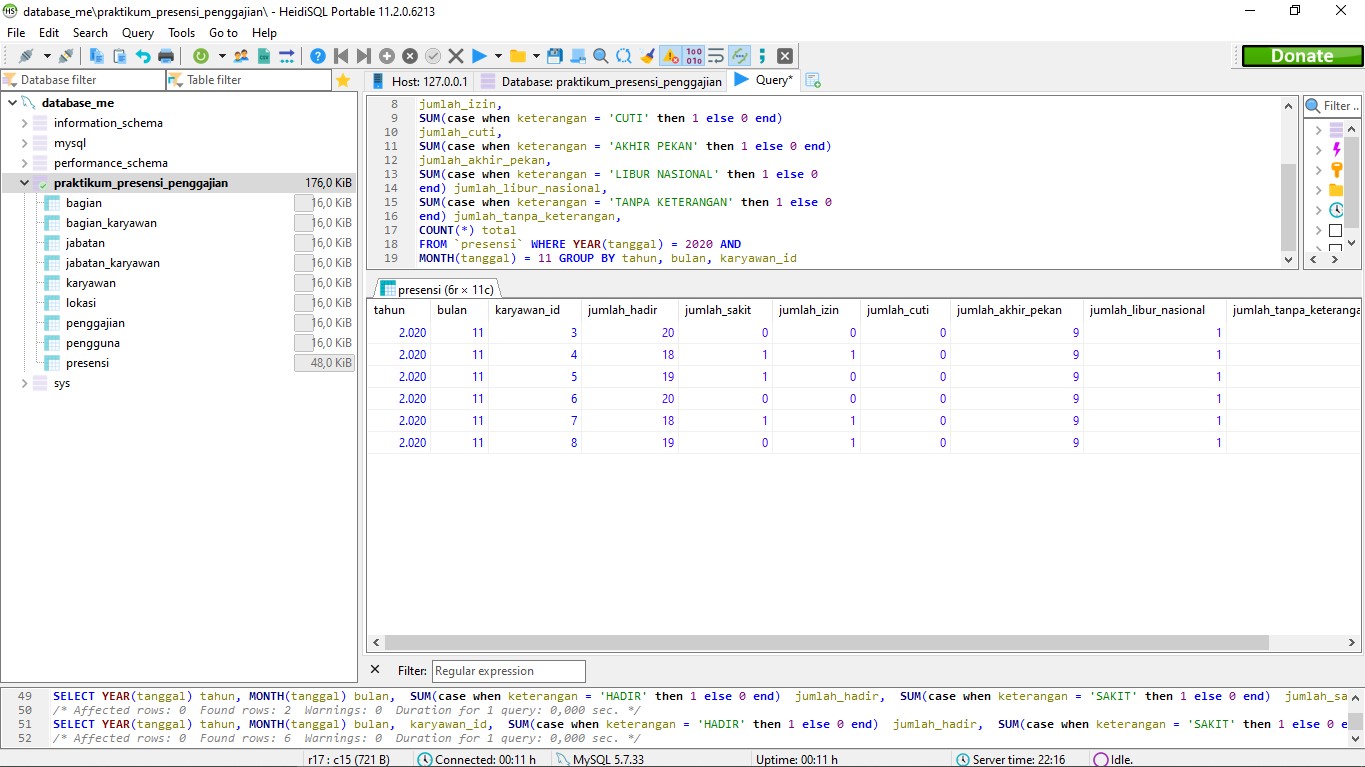 database_me\praktikum_presensi_penggajian\ - HeidiSQL Portable 11.2.0.6213
File Edit Search Query Tools Go to Help
Donate
Database filter Table filter Host: 127.0.0.1 Database: praktikum_presensi_penggajian Query*
database_me
information_schema
mysql
performance_schema
praktikum_presensi_penggajian 176,0 KiB
bagian 16,0 KiB
bagian_karyawan 16,0 KiB
jabatan 16,0 KiB
jabatan_karyawan 16,0 KiB
karyawan 16,0 KiB
lokasi 16,0 KiB
penggajian 16,0 KiB
pengguna 16,0 KiB
presensi 48,0 KiB
sys
8 jumlah_izin,
9 SUM(case when keterangan = 'CUTI' then 1 else 0 end)
10 jumlah_cuti,
11 SUM(case when keterangan = 'AKHIR PEKAN' then 1 else 0 end)
12 jumlah_akhir_pekan,
13 SUM(case when keterangan = 'LIBUR NASIONAL' then 1 else 0
14 end) jumlah_libur_nasional,
15 SUM(case when keterangan = 'TANPA KETERANGAN' then 1 else 0
16 end) jumlah_tanpa_keterangan,
17 COUNT(*) total
18 FROM `presensi` WHERE YEAR(tanggal) = 2020 AND
19 MONTH(tanggal) = 11 GROUP BY tahun, bulan, karyawan_id
Filter ..
presensi (6r × 11c)
tahun bulan karyawan_id jumlah_hadir jumlah_sakit jumlah_izin jumlah_cuti jumlah_akhir_pekan jumlah_libur_nasional jumlah_tanpa_keteranga
2.020 11 3 20 0 0 0 9 1
2.020 11 4 18 1 1 0 9 1
2.020 11 5 19 1 0 0 9 1
2.020 11 6 20 0 0 0 9 1
2.020 11 7 18 1 1 0 9 1
2.020 11 8 19 0 1 0 9 1
Filter: Regular expression
49 SELECT YEAR(tanggal) tahun, MONTH(tanggal) bulan, SUM(case when keterangan = 'HADIR' then 1 else 0 end) jumlah_hadir, SUM(case when keterangan = 'SAKIT' then 1 else 0 end) jumlah_sa
50 /* Affected rows: 0 Found rows: 2 Warnings: 0 Duration for 1 query: 0,000 sec. */
51 SELECT YEAR(tanggal) tahun, MONTH(tanggal) bulan, karyawan_id, SUM(case when keterangan = 'HADIR' then 1 else 0 end) jumlah_hadir, SUM(case when keterangan = 'SAKIT' then 1 else 0 e
52 /* Affected rows: 0 Found rows: 6 Warnings: 0 Duration for 1 query: 0,000 sec. */
r17 : c15 (721 B) Connected: 00:11 h MySQL 5.7.33 Uptime: 00:11 h Server time: 22:16 Idle.